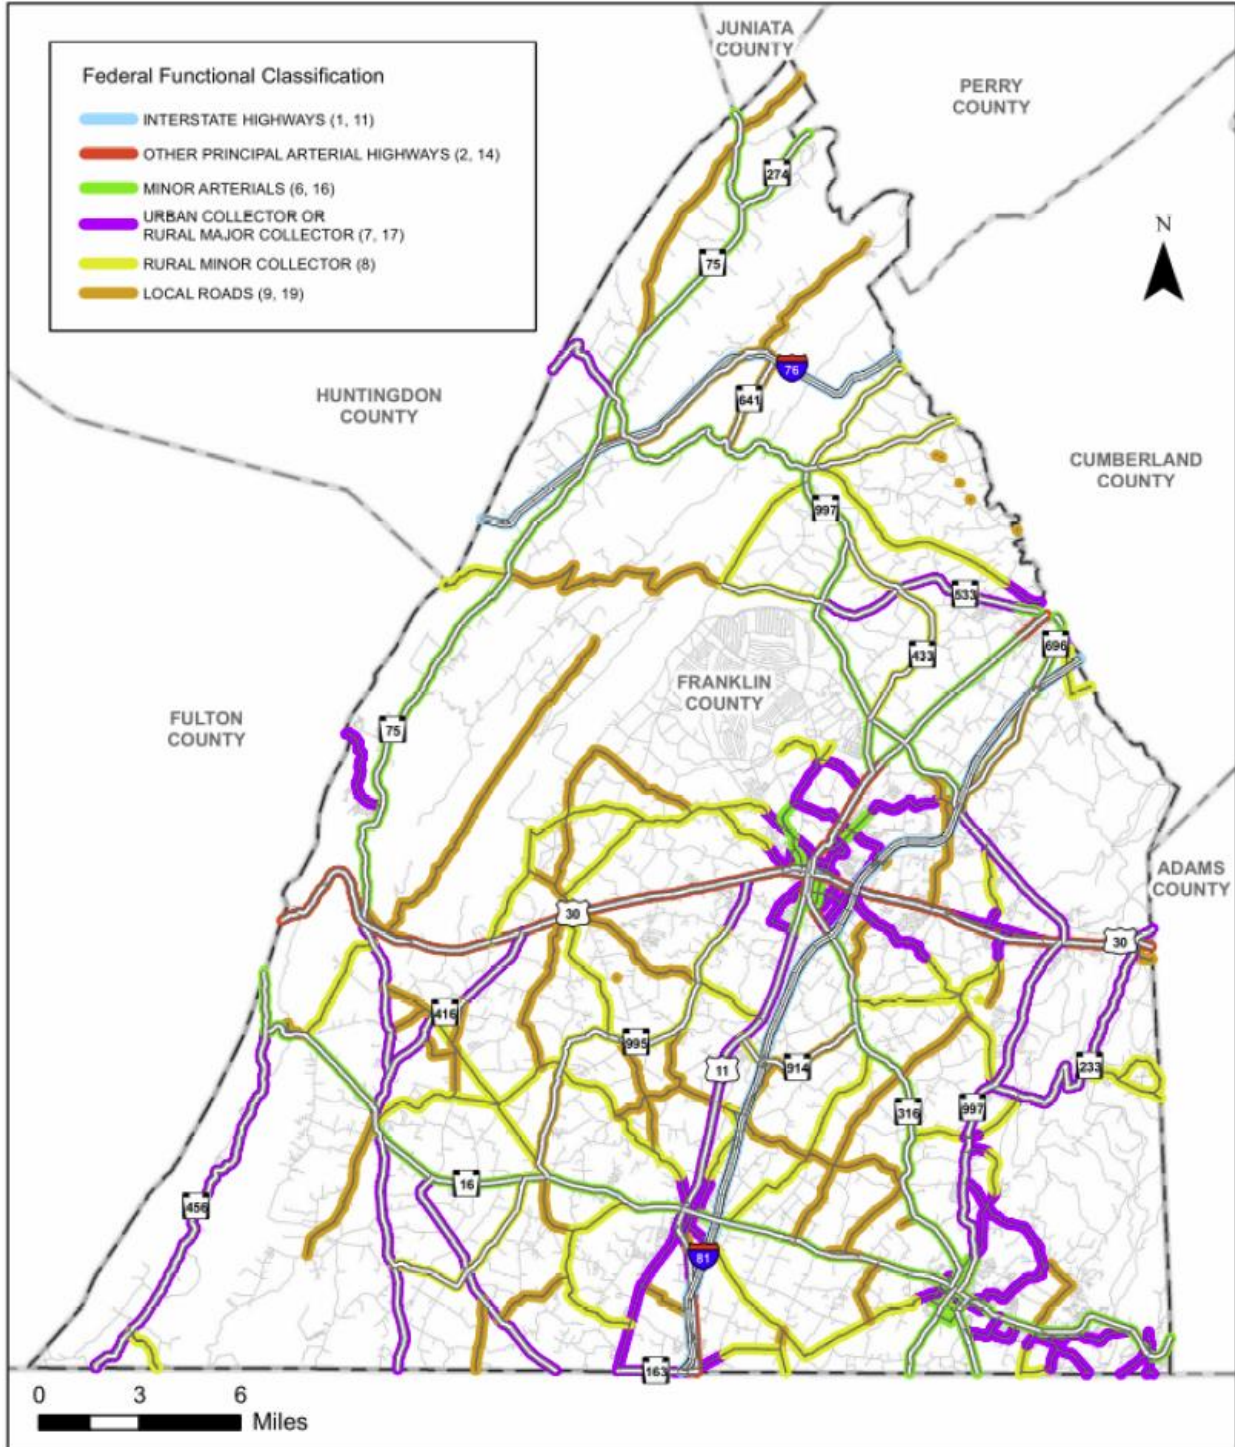 JUNIATA
COUNTY
PERRY
COUNTY
Federal Functional Classification
INTERSTATE HIGHWAYS (1, 11)
OTHER PRINCIPAL ARTERIAL HIGHWAYS (2, 14)
MINOR ARTERIALS (6, 16)
URBAN COLLECTOR OR
RURAL MAJOR COLLECTOR (7, 17)
RURAL MINOR COLLECTOR (8)
LOCAL ROADS (9, 19)
274
N
75
76
HUNTINGDON
COUNTY
641
CUMBERLAND
COUNTY
997
533
696
433
FRANKLIN
COUNTY
FULTON
COUNTY
75
ADAMS
COUNTY
30
30
416
995
11
914
233
997
316
16
456
81
163
0 3 6
Miles